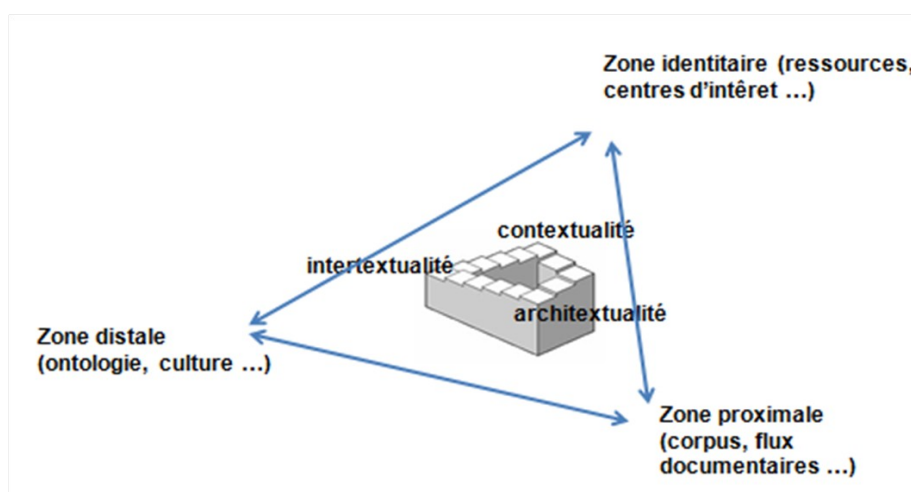 Zone identitaire (ressources,
centres d'intêret ...)
contextualité
intertextualité
architextualité
Zone distale
(ontologie, culture ...)
Zone proximale
(corpus, flux
documentaires ...)